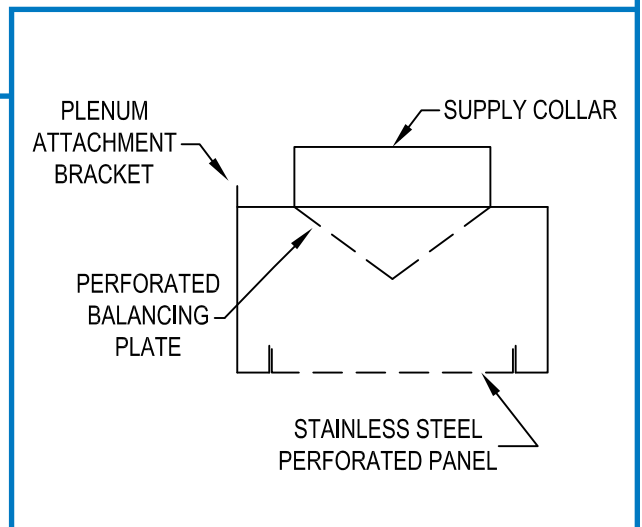 PLENUM
ATTACHMENT
BRACKET
SUPPLY COLLAR
PERFORATED
BALANCING
PLATE
STAINLESS STEEL
PERFORATED PANEL